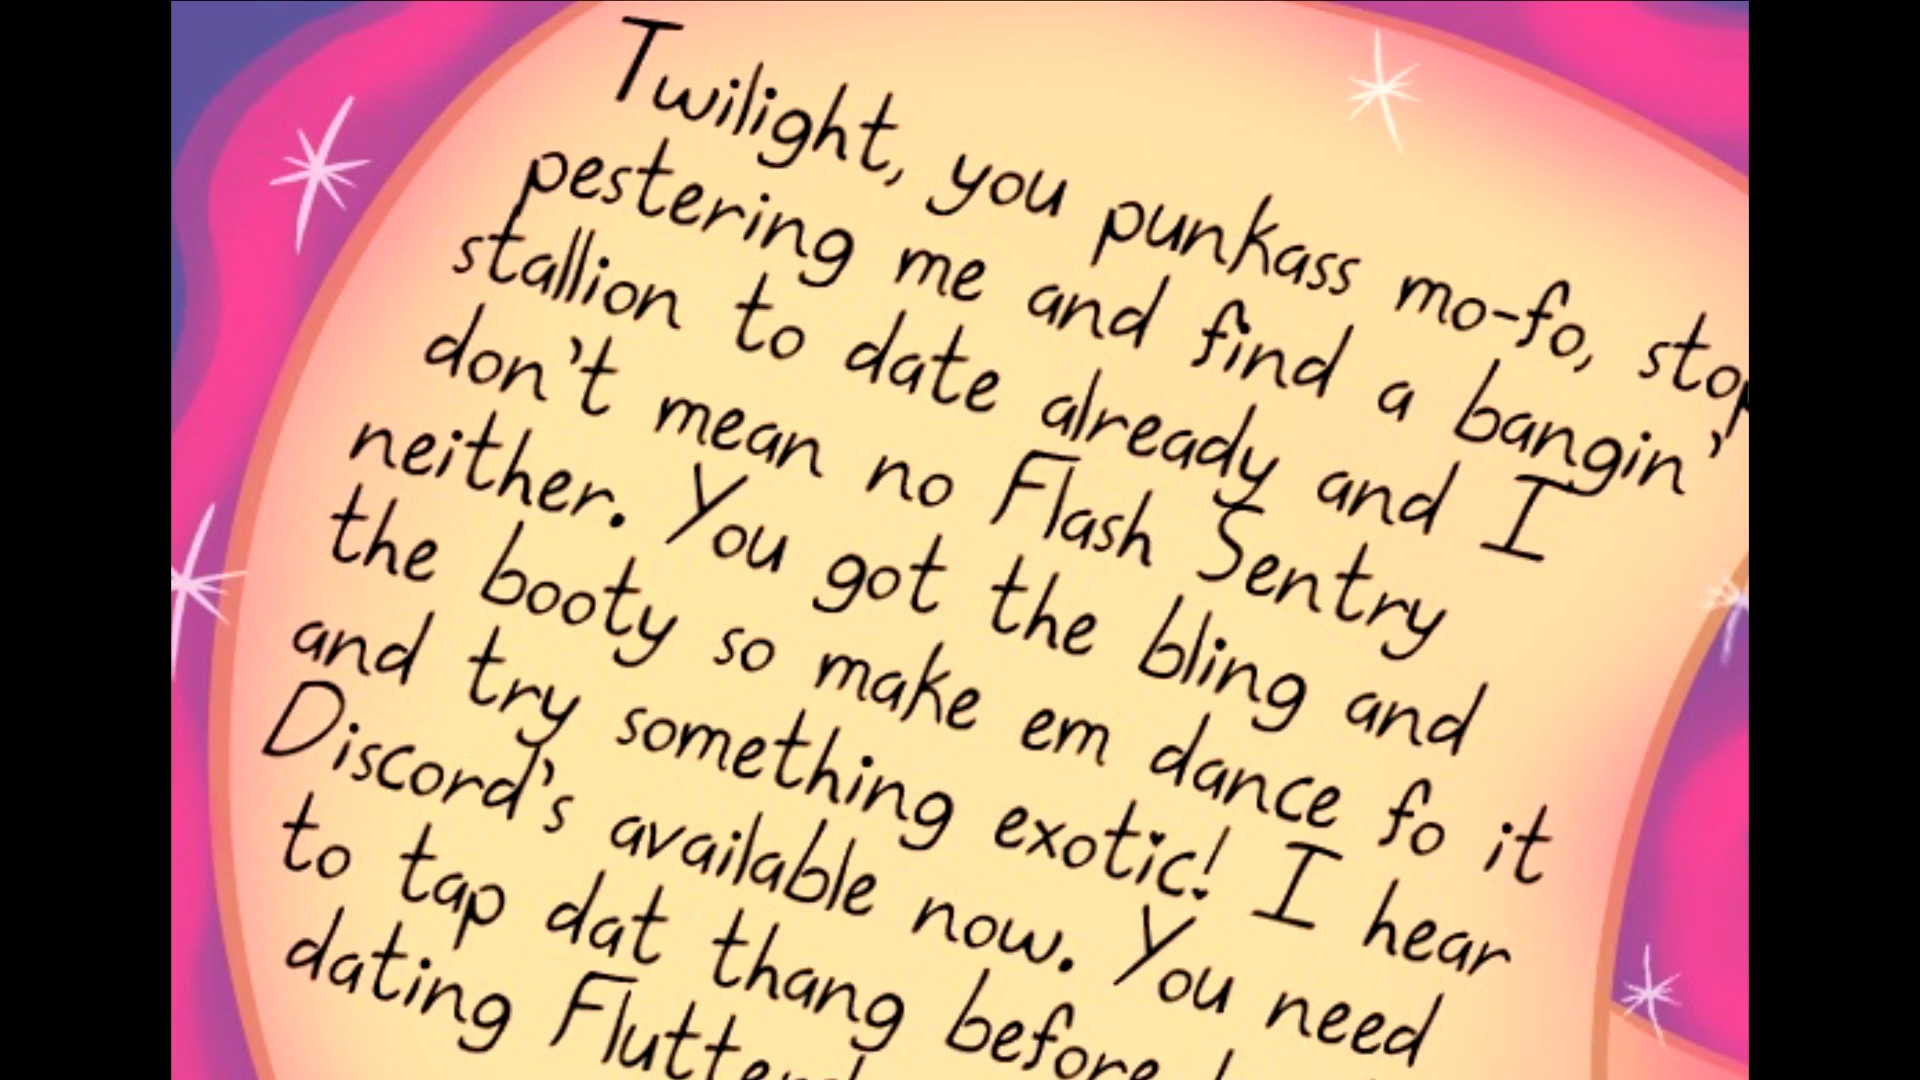 Twilight, you punkass mo-fo, stop
pestering me and find a bangin'
stallion to date already and I
don't mean no Flash Sentry
neither. You got the bling and
the booty so make em dance fo it
and try something exotic! I hear
Discord's available now. You need
to tap dat thang before
dating